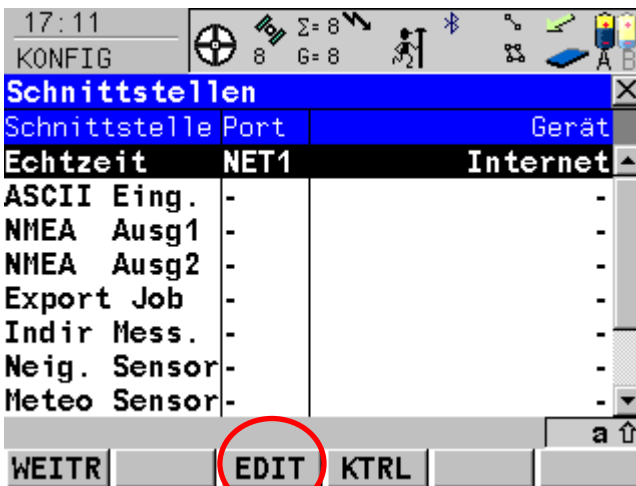 17:11
KONFIG
8
Σ= 8
G= 8
2
A B
Schnittstellen
Schnittstelle Port Gerät
Echtzeit NET1 Internet
ASCII Eing. - -
NMEA Ausg1 - -
NMEA Ausg2 - -
Export Job - -
Indir Mess. - -
Neig. Sensor - -
Meteo Sensor - -
a ⇧
WEITR EDIT KTRL